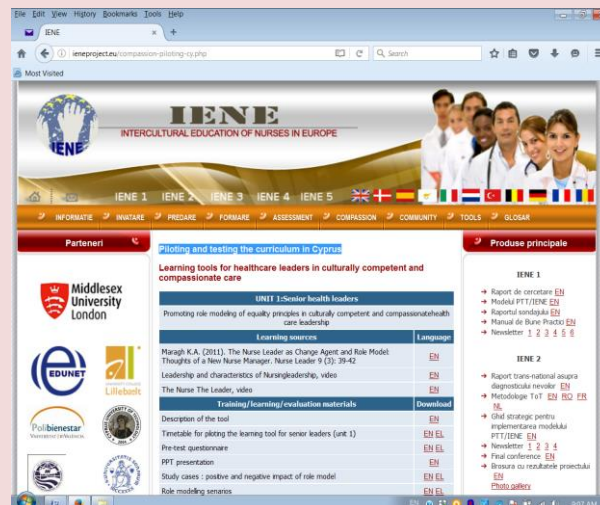 File Edit View History Bookmarks Tools Help
IENE
ieneproject.eu/compassion-piloting-cy.php
Search
Most Visited
IENE
INTERCULTURAL EDUCATION OF NURSES IN EUROPE
IENE
IENE 1 IENE 2 IENE 3 IENE 4 IENE 5
INFORMATIE INVATARE PREDARE FORMARE ASSESSMENT COMPASSION COMMUNITY TOOLS GLOSAR
Parteneri
Middlesex
University
London
EDUNET
Lillebaelt
Polibienestar
Piloting and testing the curriculum in Cyprus
Learning tools for healthcare leaders in culturally competent and
compassionate care
UNIT 1:Senior health leaders
Promoting role modeling of equality principles in culturally competent and compassionatehealth
care leadership
Learning sources Language
Maragh K.A. (2011). The Nurse Leader as Change Agent and Role Model:
Thoughts of a New Nurse Manager. Nurse Leader 9 (3): 39-42 EN
Leadership and characteristics of Nursingleadership, video EN
The Nurse The Leader, video EN
Training/learning/evaluation materials Download
Description of the tool EN
Timetable for piloting the learning tool for senior leaders (unit 1) EN EL
Pre-test questionnaire EN EL
PPT presentation EN
Study cases : positive and negative impact of role model EN EL
Role modeling senarios EN EL
Produse principale
IENE 1
Raport de cercetare EN
Modelul PTT/IENE EN
Raportul sondajului EN
Manual de Bune Practici EN
Newsletter 1 2 3 4 5 6
IENE 2
Raport trans-national asupra
diagnosticului nevoilor EN
Metodologie ToT EN RO FR
NL
Ghid strategic pentru
implementarea modelului
PTT/IENE EN
Newsletter 1 2 3 4
Final conference EN
Brosura cu rezultatele proiectului
EN
Photo gallery
EN
9:07 AM